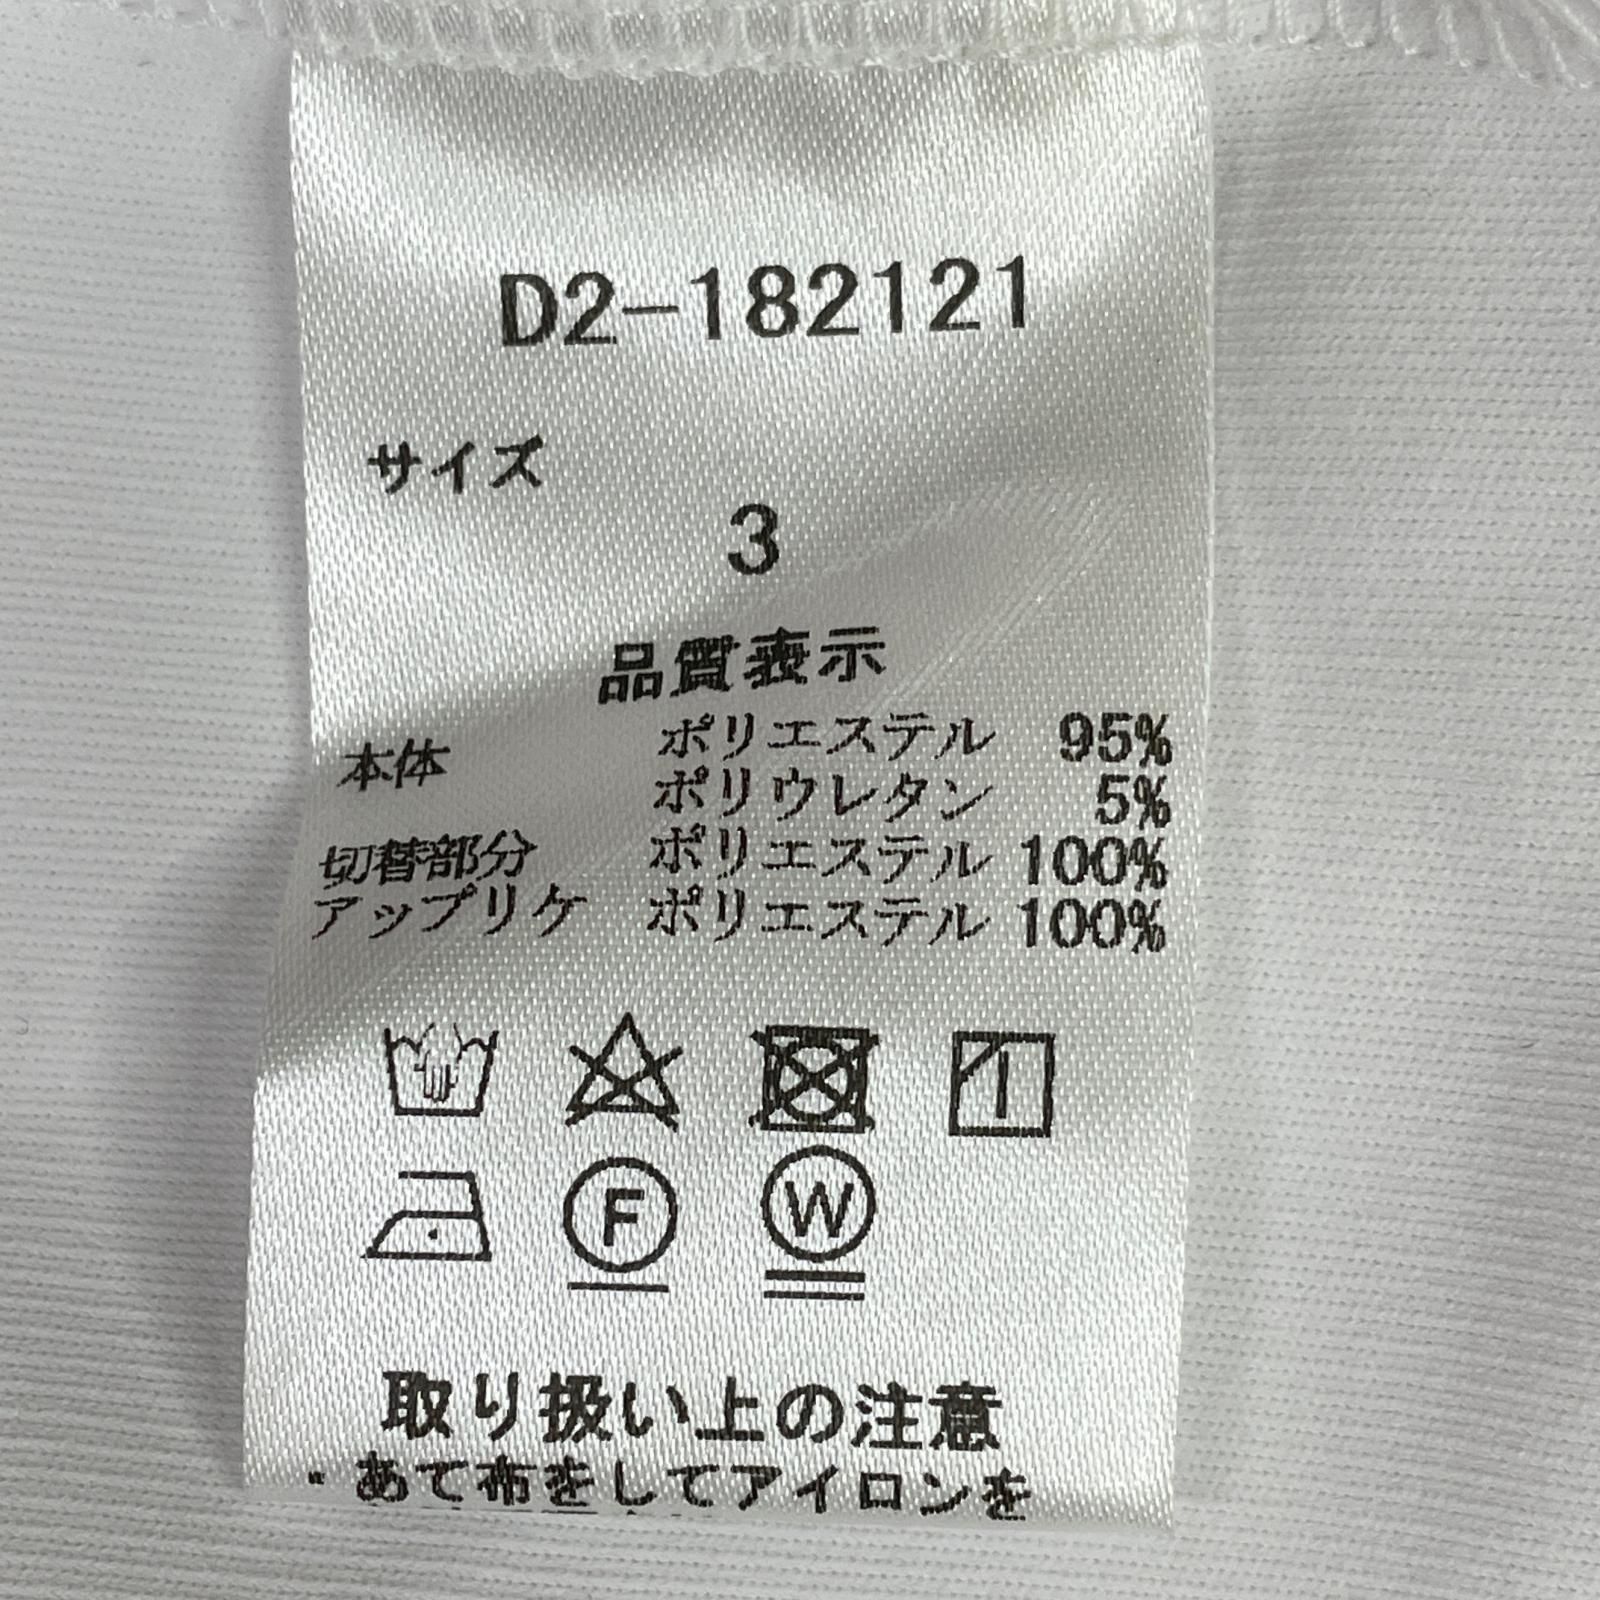 D2-182121
サイズ
3
品質表示
本体 ポリエステル 95%
ポリウレタン 5%
切替部分 ポリエステル 100%
アップリケ ポリエステル 100%
F W
取り扱い上の注意
・あて布をしてアイロンを